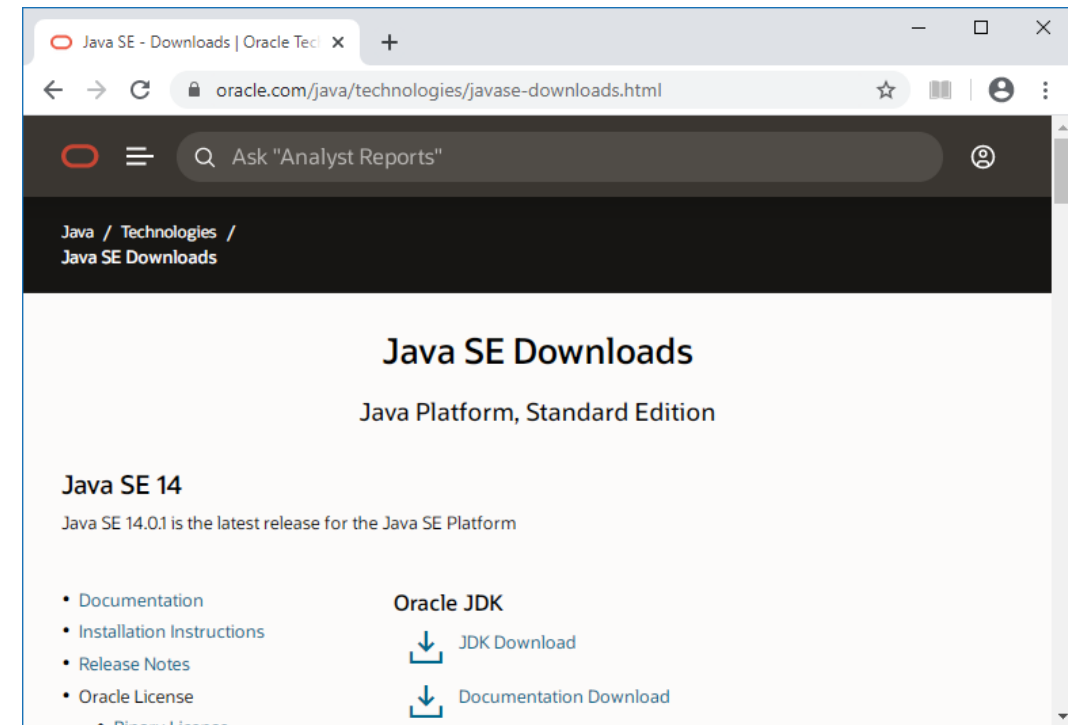 Java SE - Downloads | Oracle Tec
oracle.com/java/technologies/javase-downloads.html
Ask "Analyst Reports"
Java / Technologies /
Java SE Downloads
Java SE Downloads
Java Platform, Standard Edition
Java SE 14
Java SE 14.0.1 is the latest release for the Java SE Platform
• Documentation
• Installation Instructions
• Release Notes
• Oracle License
• Binary License
Oracle JDK
JDK Download
Documentation Download